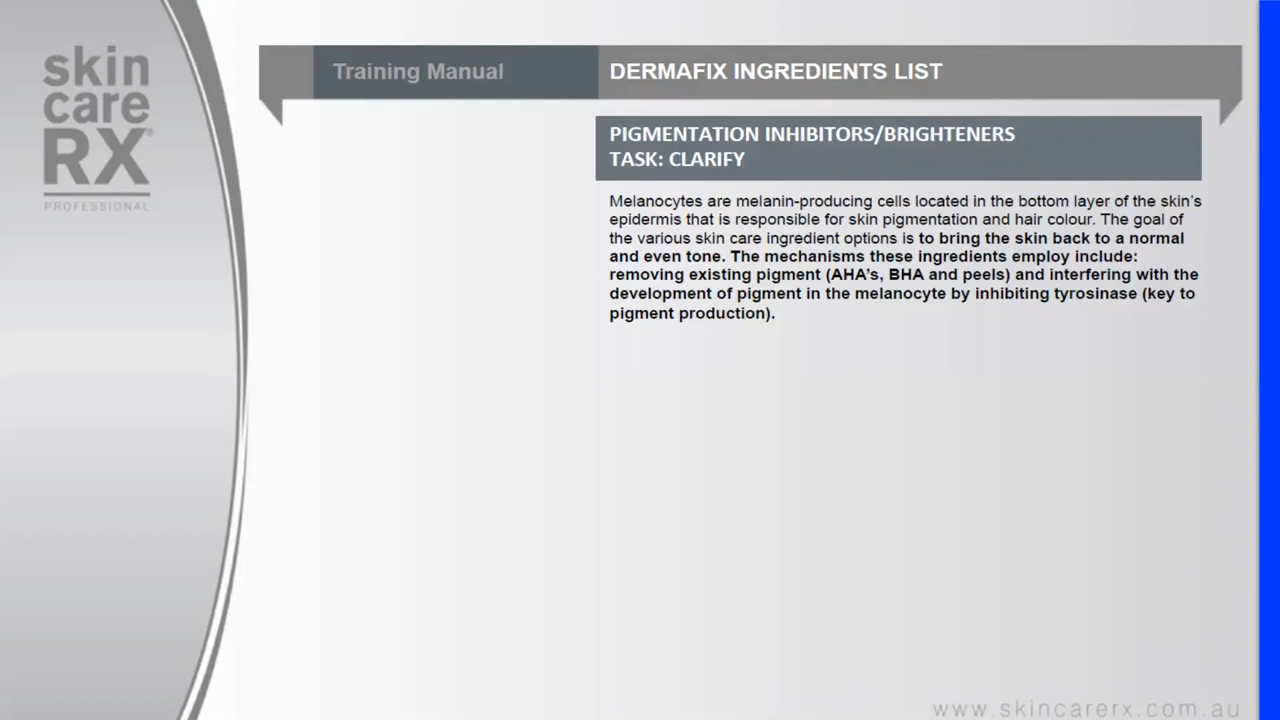 skin
care
RX®
PROFESSIONAL
Training Manual
DERMAFIX INGREDIENTS LIST
PIGMENTATION INHIBITORS/BRIGHTENERS
TASK: CLARIFY
Melanocytes are melanin-producing cells located in the bottom layer of the skin’s
epidermis that is responsible for skin pigmentation and hair colour. The goal of
the various skin care ingredient options is to bring the skin back to a normal
and even tone. The mechanisms these ingredients employ include:
removing existing pigment (AHA’s, BHA and peels) and interfering with the
development of pigment in the melanocyte by inhibiting tyrosinase (key to
pigment production).
www.skincarerx.com.au